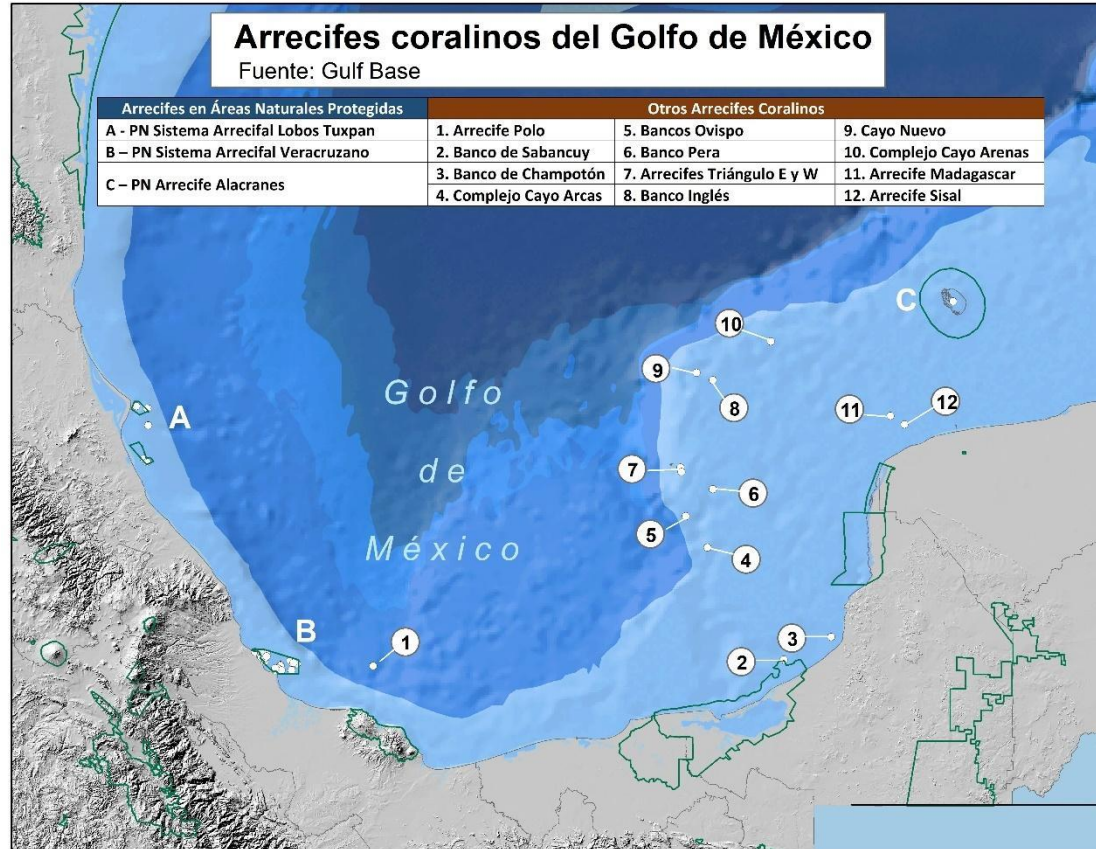 Arrecifes coralinos del Golfo de México
Fuente: Gulf Base
Arrecifes en Áreas Naturales Protegidas
Otros Arrecifes Coralinos
A - PN Sistema Arrecifal Lobos Tuxpan
1. Arrecife Polo
5. Bancos Ovispo
9. Cayo Nuevo
B – PN Sistema Arrecifal Veracruzano
2. Banco de Sabancuy
6. Banco Pera
10. Complejo Cayo Arenas
C – PN Arrecife Alacranes
3. Banco de Champotón
7. Arrecifes Triángulo E y W
11. Arrecife Madagascar
4. Complejo Cayo Arcas
8. Banco Inglés
12. Arrecife Sisal
C
10
9
8
Golfo
de
México
11
12
A
7
6
5
4
B
1
3
2